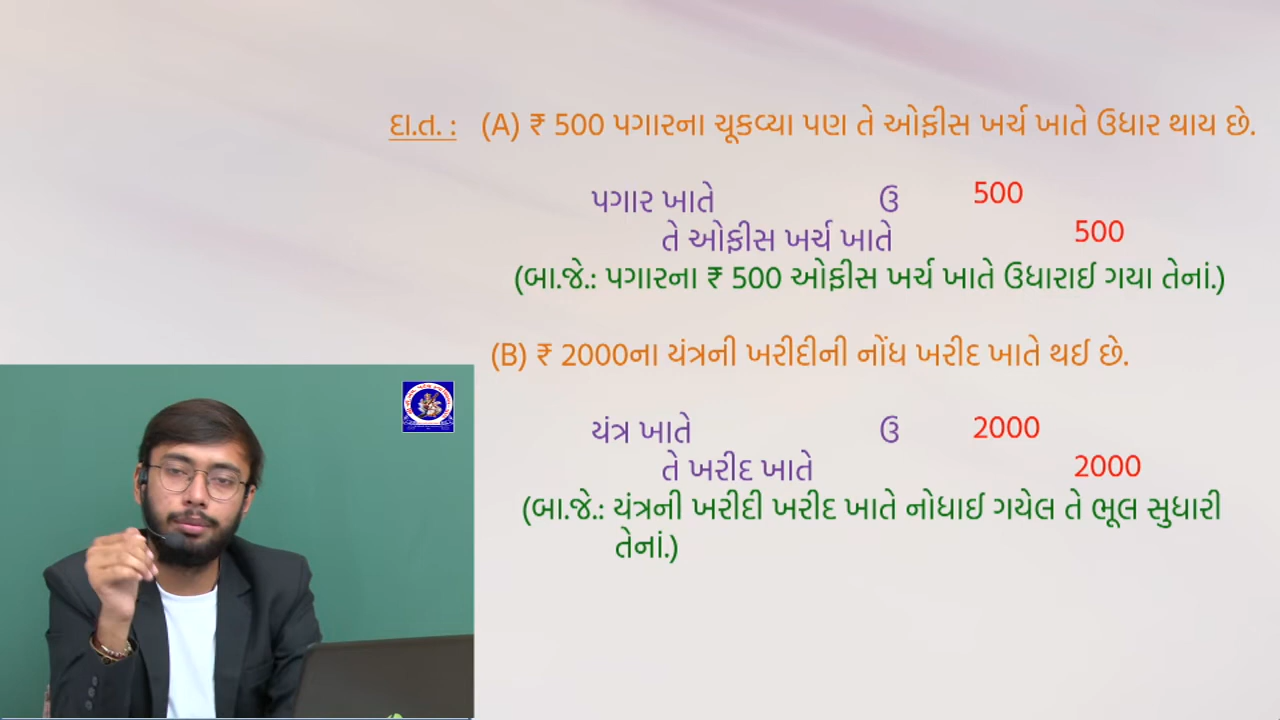 દા.ત. : (A) ₹ 500 પગારના ચૂકવ્યા પણ તે ઓફીસ ખર્ચ ખાતે ઉધાર થાય છે.
પગાર ખાતે ઉ 500
તે ઓફીસ ખર્ચ ખાતે 500
(બા.જે.: પગારના ₹ 500 ઓફીસ ખર્ચ ખાતે ઉધારાઈ ગયા તેનાં.)
(B) ₹ 2000ના યંત્રની ખરીદીની નોંધ ખરીદ ખાતે થઈ છે.
યંત્ર ખાતે ઉ 2000
તે ખરીદ ખાતે 2000
(બા.જે.: યંત્રની ખરીદી ખરીદ ખાતે નોધાઈ ગયેલ તે ભૂલ સુધારી
તેનાં.)